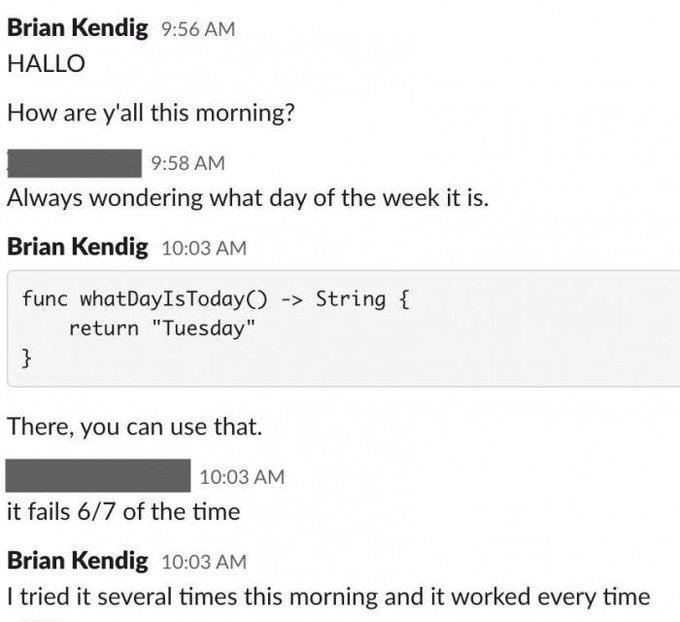 Brian Kendig 9:56 AM
HALLO
How are y'all this morning?
9:58 AM
Always wondering what day of the week it is.
Brian Kendig 10:03 AM
func whatDayIsToday() -> String {
    return "Tuesday"
}
There, you can use that.
10:03 AM
it fails 6/7 of the time
Brian Kendig 10:03 AM
I tried it several times this morning and it worked every time